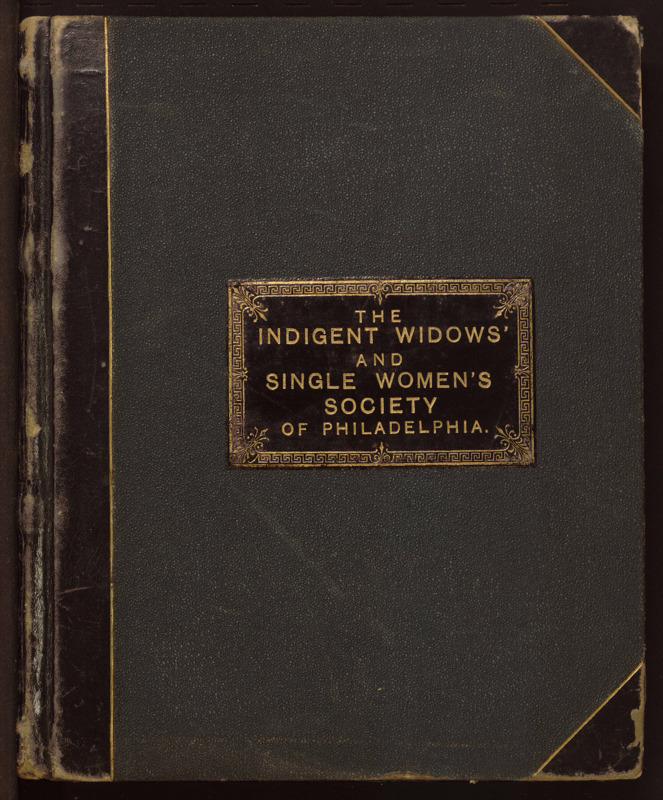 THE
INDIGENT WIDOWS'
AND
SINGLE WOMEN'S
SOCIETY
OF PHILADELPHIA.